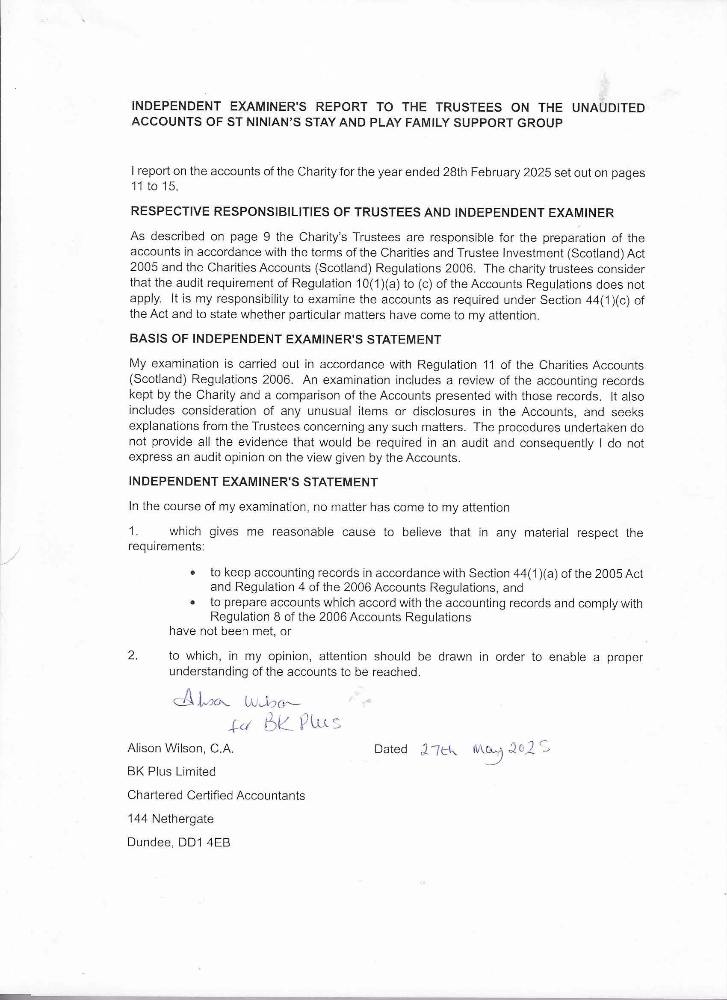 INDEPENDENT EXAMINER'S REPORT TO THE TRUSTEES ON THE UNAUDITED
ACCOUNTS OF ST NINIAN'S STAY AND PLAY FAMILY SUPPORT GROUP
I report on the accounts of the Charity for the year ended 28th February 2025 set out on pages
11 to 15.
RESPECTIVE RESPONSIBILITIES OF TRUSTEES AND INDEPENDENT EXAMINER
As described on page 9 the Charity's Trustees are responsible for the preparation of the
accounts in accordance with the terms of the Charities and Trustee Investment (Scotland) Act
2005 and the Charities Accounts (Scotland) Regulations 2006. The charity trustees consider
that the audit requirement of Regulation 10(1)(a) to (c) of the Accounts Regulations does not
apply. It is my responsibility to examine the accounts as required under Section 44(1)(c) of
the Act and to state whether particular matters have come to my attention.
BASIS OF INDEPENDENT EXAMINER'S STATEMENT
My examination is carried out in accordance with Regulation 11 of the Charities Accounts
(Scotland) Regulations 2006. An examination includes a review of the accounting records
kept by the Charity and a comparison of the Accounts presented with those records. It also
includes consideration of any unusual items or disclosures in the Accounts, and seeks
explanations from the Trustees concerning any such matters. The procedures undertaken do
not provide all the evidence that would be required in an audit and consequently I do not
express an audit opinion on the view given by the Accounts.
INDEPENDENT EXAMINER'S STATEMENT
In the course of my examination, no matter has come to my attention
1. which gives me reasonable cause to believe that in any material respect the
requirements:
• to keep accounting records in accordance with Section 44(1)(a) of the 2005 Act
and Regulation 4 of the 2006 Accounts Regulations, and
• to prepare accounts which accord with the accounting records and comply with
Regulation 8 of the 2006 Accounts Regulations
have not been met, or
2. to which, in my opinion, attention should be drawn in order to enable a proper
understanding of the accounts to be reached.
Alison Wilson
for BK Plus
Alison Wilson, C.A. Dated 27th May 2025
BK Plus Limited
Chartered Certified Accountants
144 Nethergate
Dundee, DD1 4EB